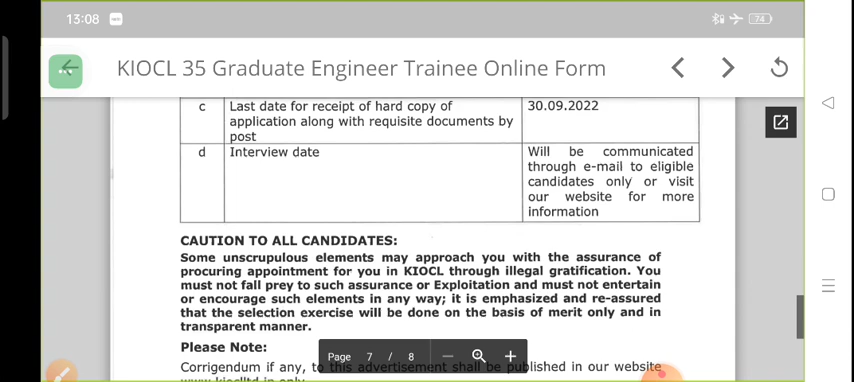 13:08
74
KIOCL 35 Graduate Engineer Trainee Online Form
c Last date for receipt of hard copy of 30.09.2022
application along with requisite documents by
post
d Interview date Will be communicated
through e-mail to eligible
candidates only or visit
our website for more
information
CAUTION TO ALL CANDIDATES:
Some unscrupulous elements may approach you with the assurance of
procuring appointment for you in KIOCL through illegal gratification. You
must not fall prey to such assurance or Exploitation and must not entertain
or encourage such elements in any way; it is emphasized and re-assured
that the selection exercise will be done on the basis of merit only and in
transparent manner.
Please Note:
Page 7 / 8
Corrigendum if any, to this advertisement shall be published in our website
www.kioclltd.in only